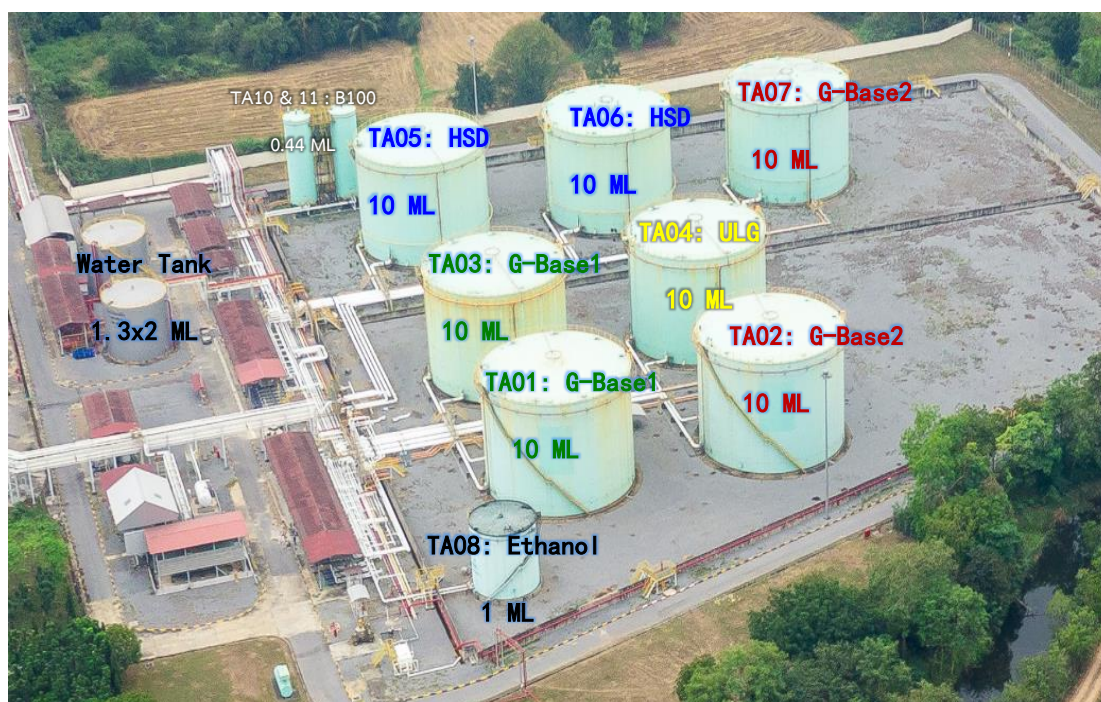 TA07: G-Base2
10 ML
TA10 & 11 : B100
0.44 ML
TA05: HSD
10 ML
TA06: HSD
10 ML
TA04: ULG
10 ML
Water Tank
1.3x2 ML
TA03: G-Base1
10 ML
TA02: G-Base2
10 ML
TA01: G-Base1
10 ML
TA08: Ethanol
1 ML